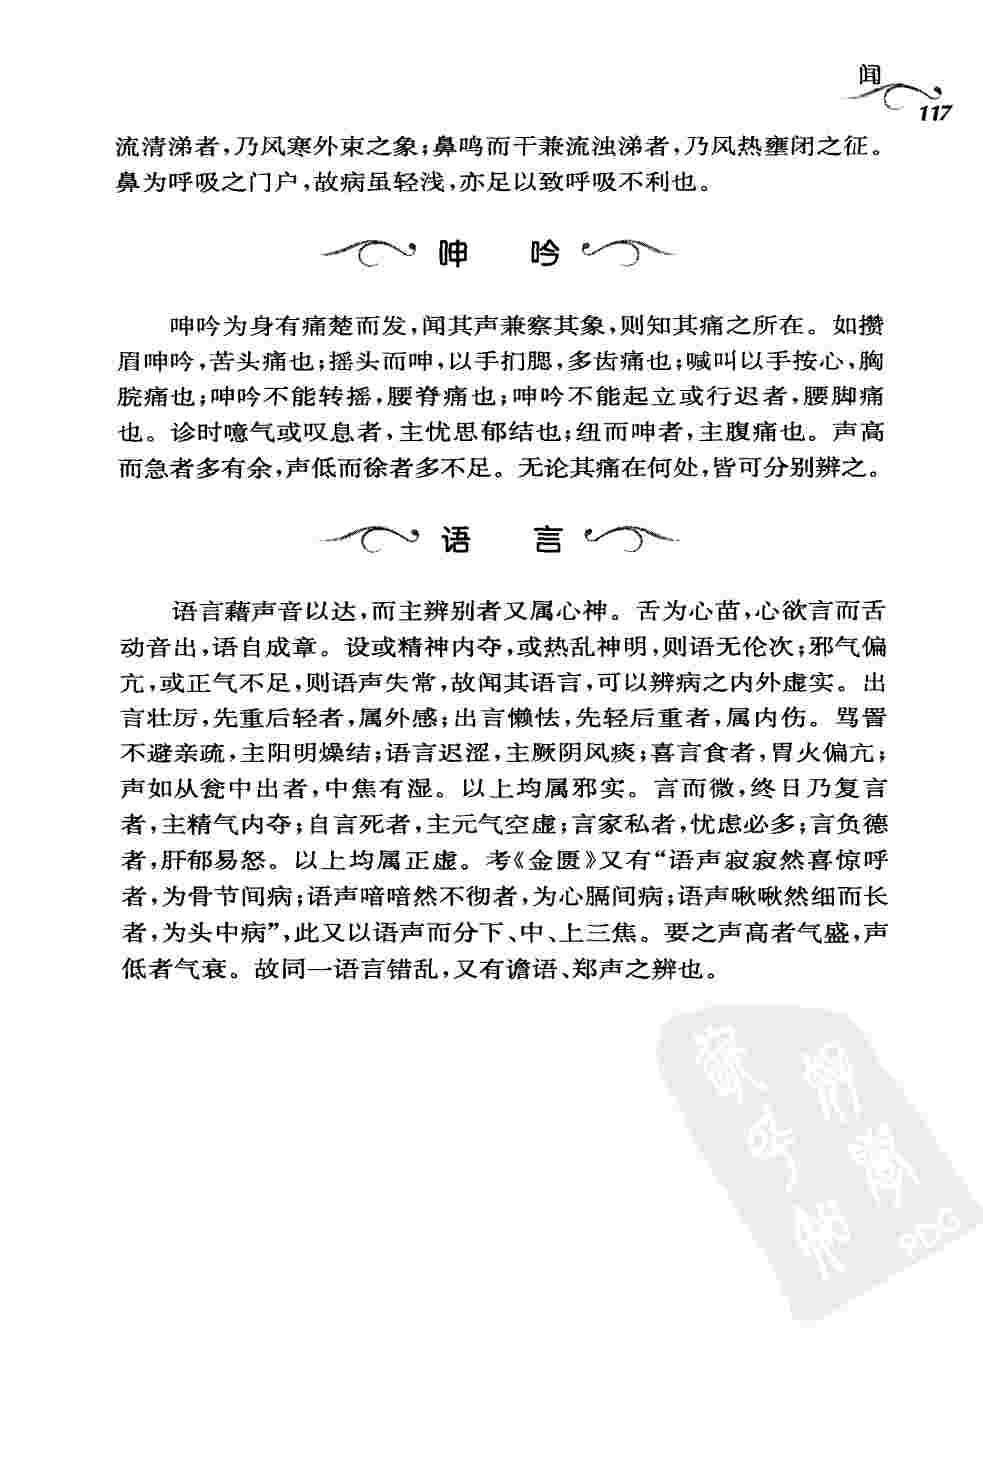 闻
117
流清涕者，乃风寒外束之象；鼻鸣而干兼流浊涕者，乃风热壅闭之征。
鼻为呼吸之门户，故病虽轻浅，亦足以致呼吸不利也。
呻　吟
呻吟为身有痛楚而发，闻其声兼察其象，则知其痛之所在。如攒
眉呻吟，苦头痛也；摇头而呻，以手扪腮，多齿痛也；喊叫以手按心，胸
脘痛也；呻吟不能转摇，腰脊痛也；呻吟不能起立或行迟者，腰脚痛
也。诊时噫气或叹息者，主忧思郁结也；纽而呻者，主腹痛也。声高
而急者多有余，声低而徐者多不足。无论其痛在何处，皆可分别辨之。
语　言
语言藉声音以达，而主辨别者又属心神。舌为心苗，心欲言而舌
动音出，语自成章。设或精神内夺，或热乱神明，则语无伦次；邪气偏
亢，或正气不足，则语声失常，故闻其语言，可以辨病之内外虚实。出
言壮厉，先重后轻者，属外感；出言懒怯，先轻后重者，属内伤。骂詈
不避亲疏，主阳明燥结；语言迟涩，主厥阴风痰；喜言食者，胃火偏亢；
声如从瓮中出者，中焦有湿。以上均属邪实。言而微，终日乃复言
者，主精气内夺；自言死者，主元气空虚；言家私者，忧虑必多；言负德
者，肝郁易怒。以上均属正虚。考《金匮》又有“语声寂寂然喜惊呼
者，为骨节间病；语声喑喑然不彻者，为心膈间病；语声啾啾然细而长
者，为头中病”，此又以语声而分下、中、上三焦。要之声高者气盛，声
低者气衰。故同一语言错乱，又有谵语、郑声之辨也。
PDG